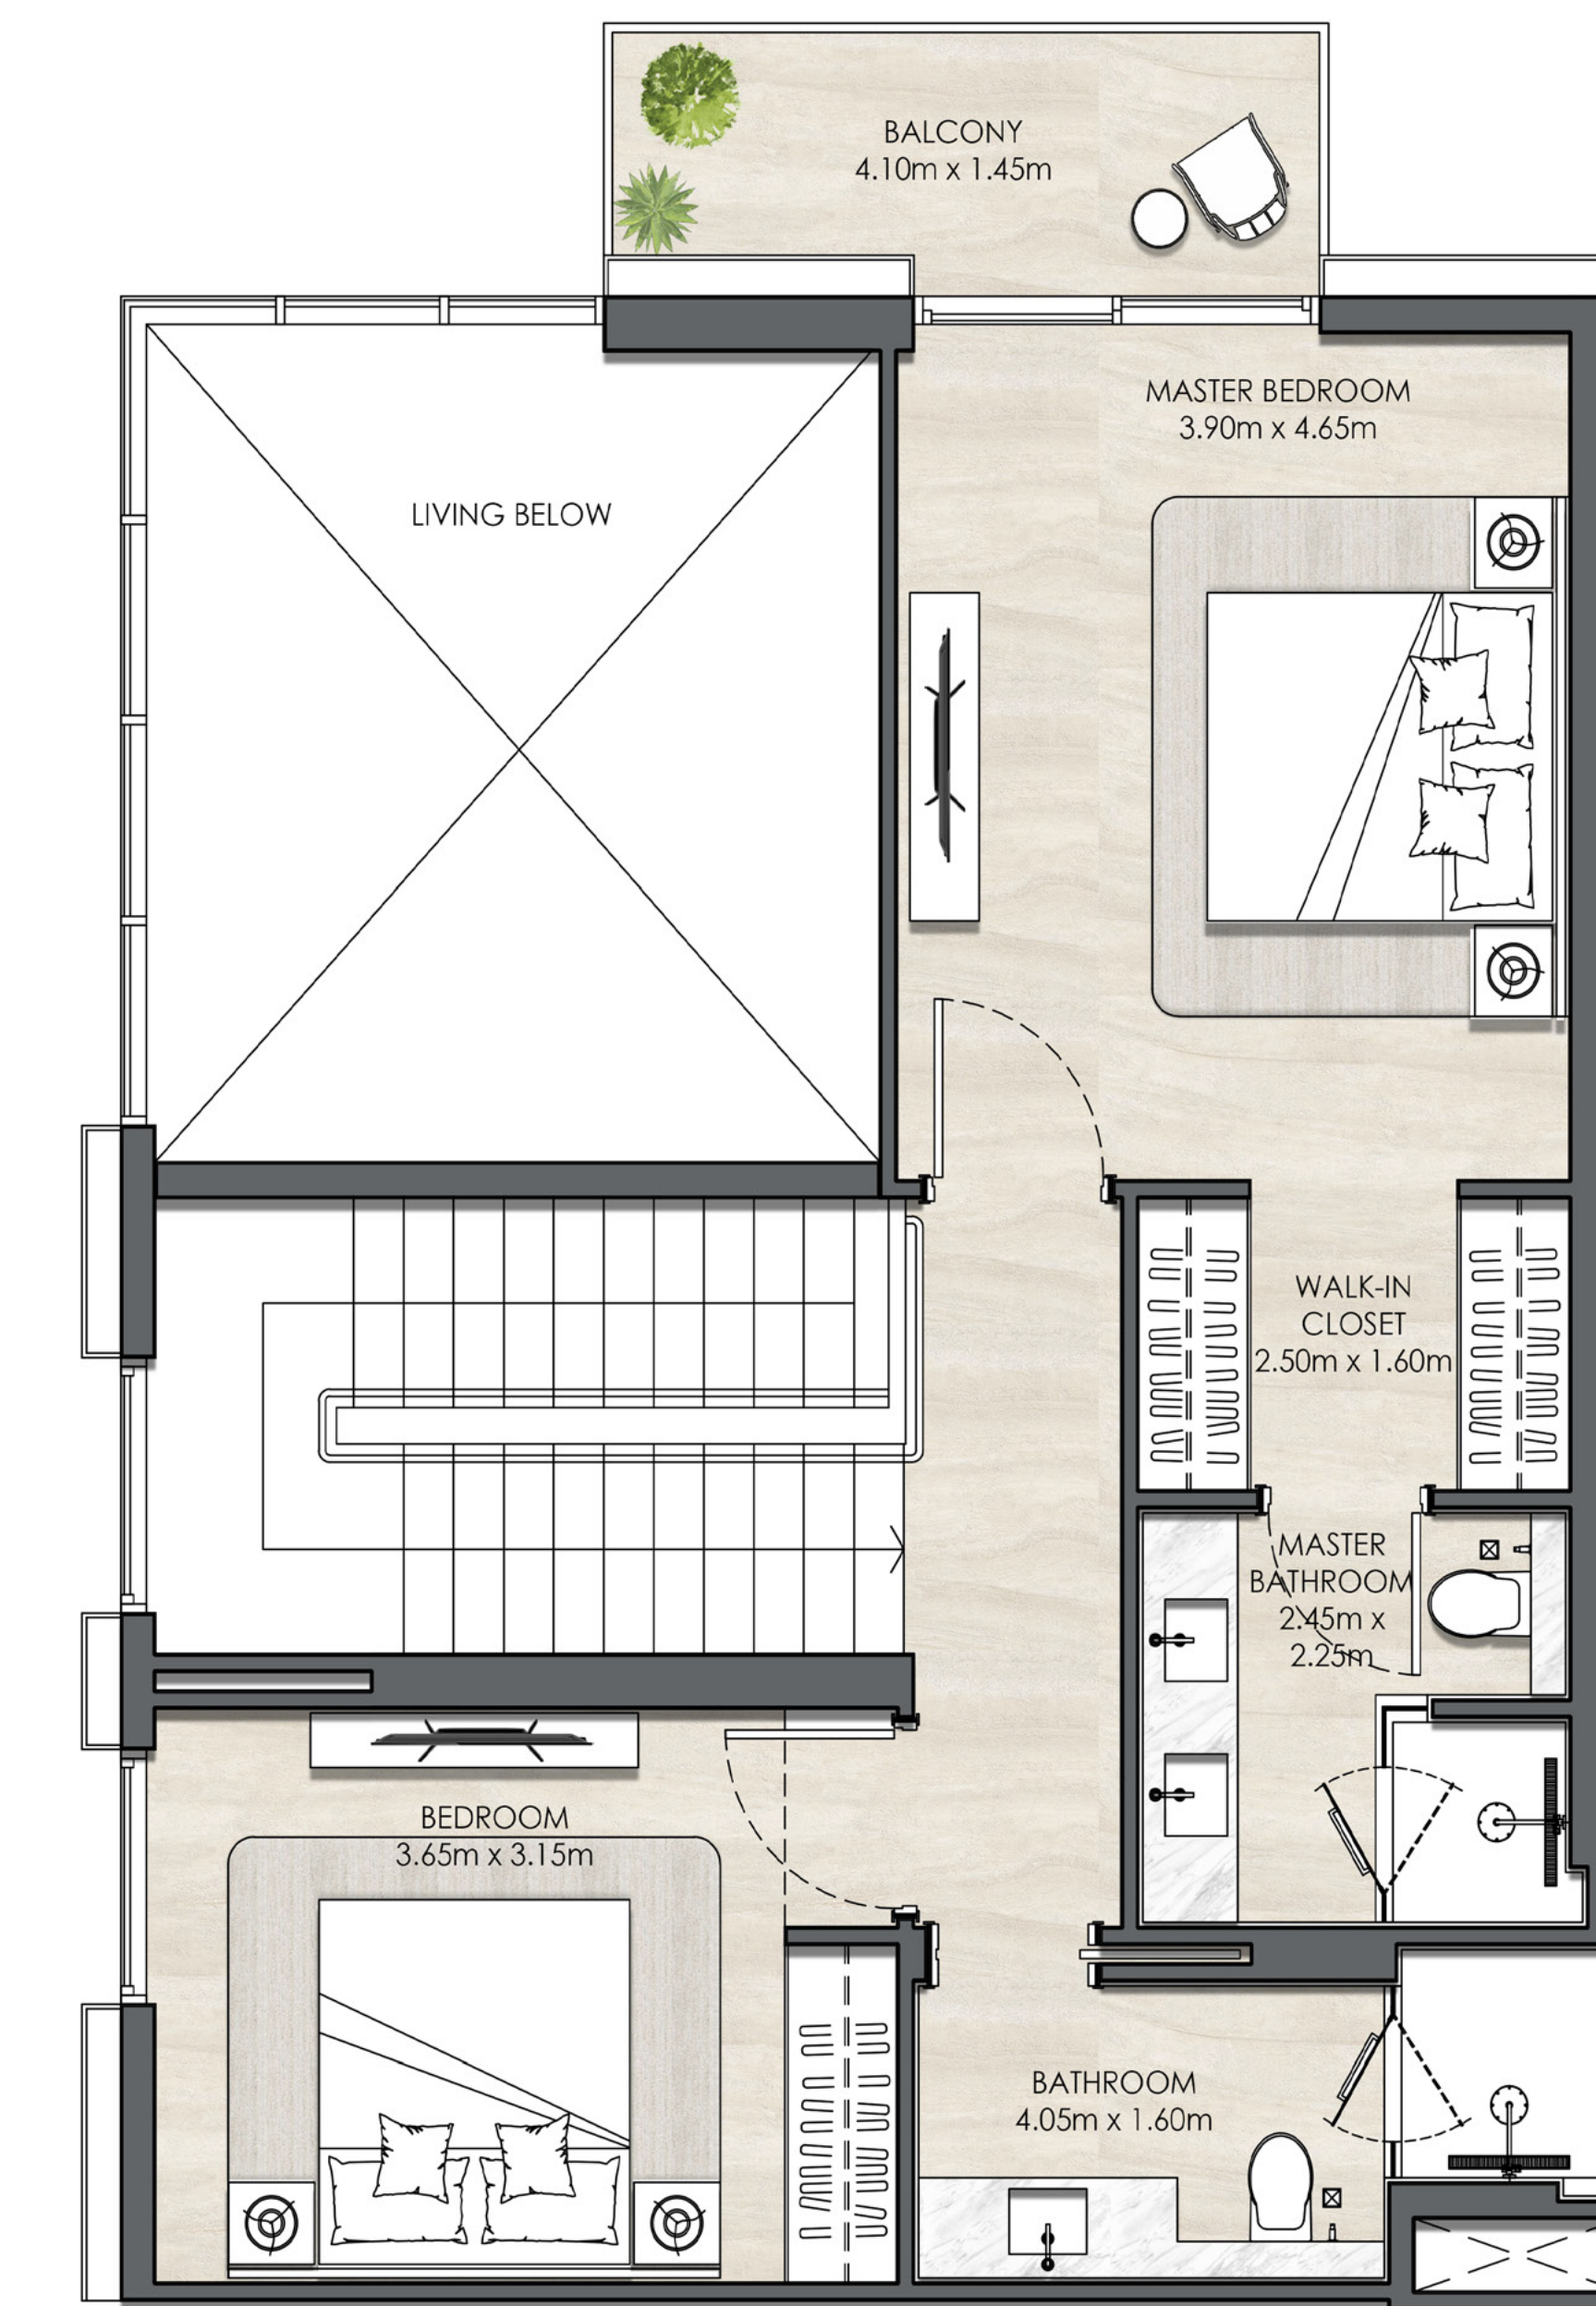 BALCONY
4.10m x 1.45m
MASTER BEDROOM
3.90m x 4.65m
LIVING BELOW
WALK-IN
CLOSET
2.50m x 1.60m
MASTER
BATHROOM
2.45m x
2.25m
BEDROOM
3.65m x 3.15m
BATHROOM
4.05m x 1.60m